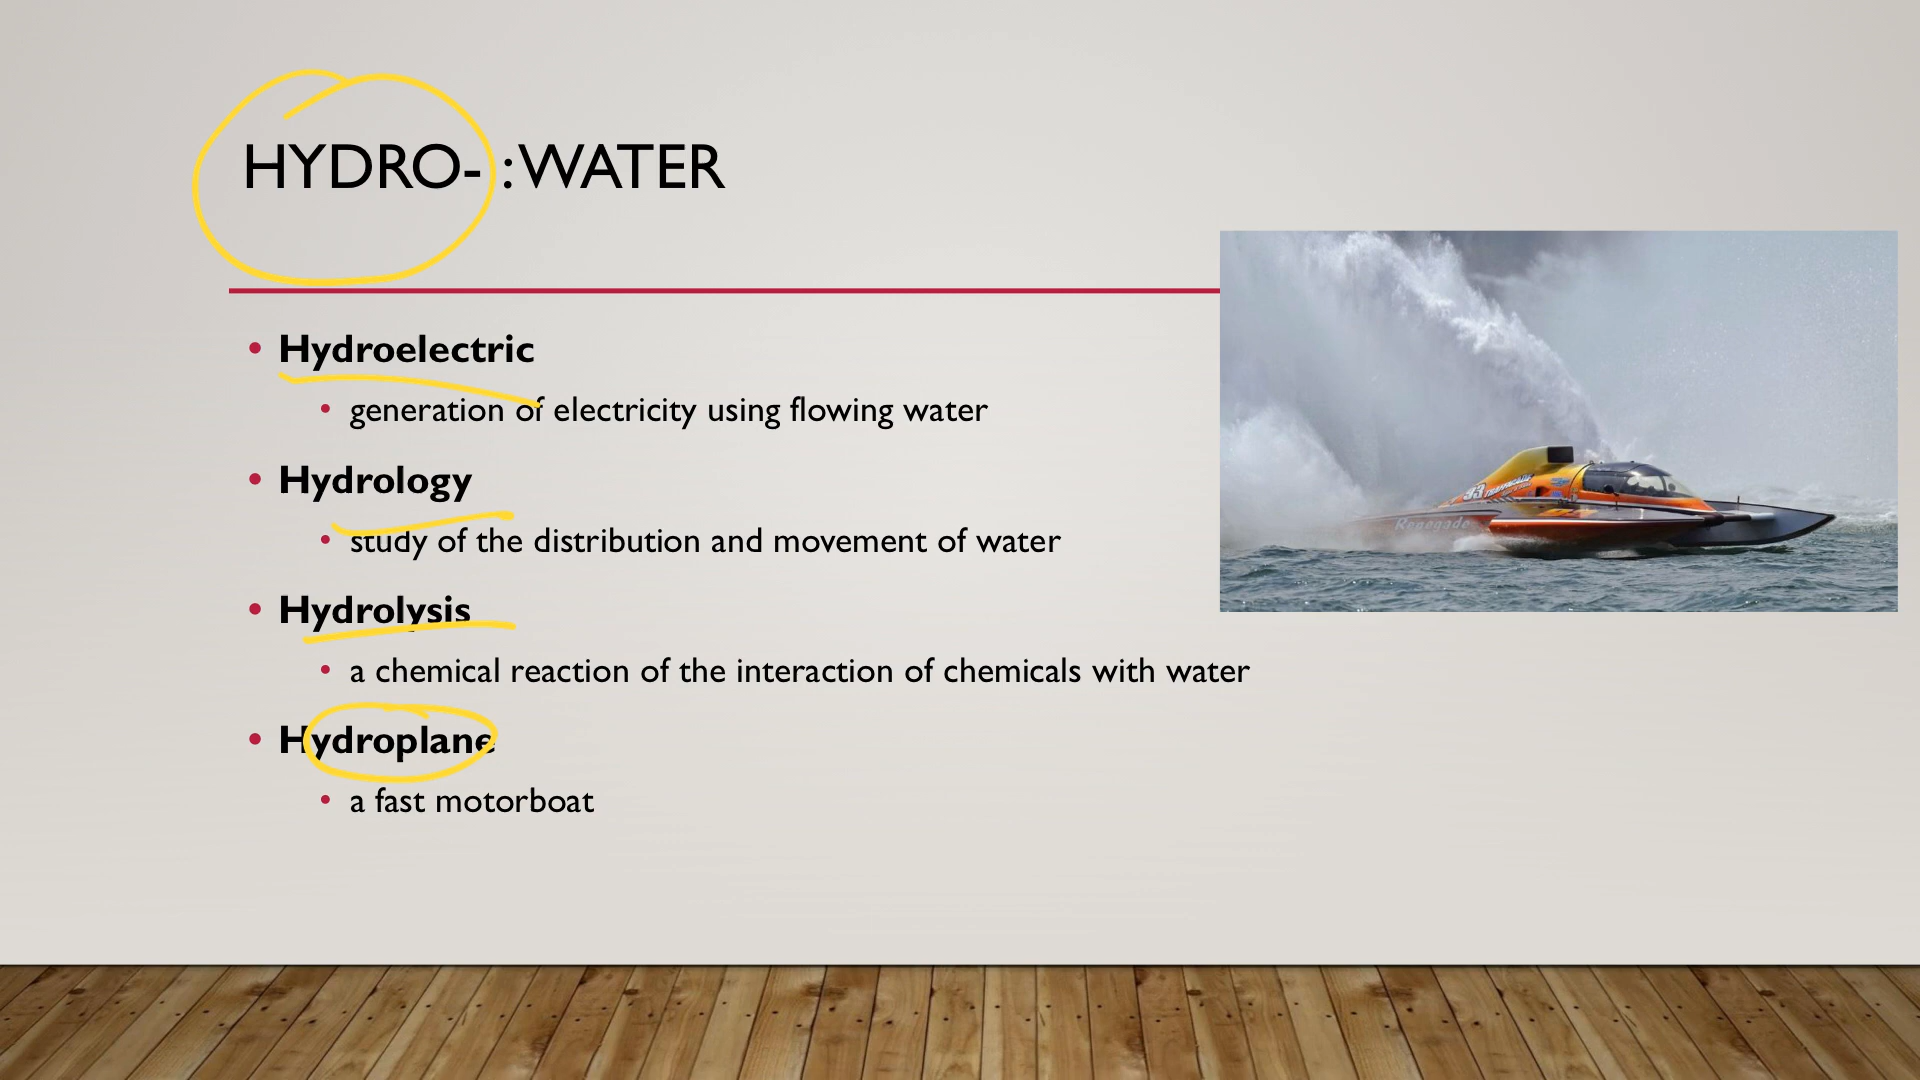 HYDRO- : WATER
• Hydroelectric
• generation of electricity using flowing water
• Hydrology
• study of the distribution and movement of water
• Hydrolysis
• a chemical reaction of the interaction of chemicals with water
• Hydroplane
• a fast motorboat
93
Renegade